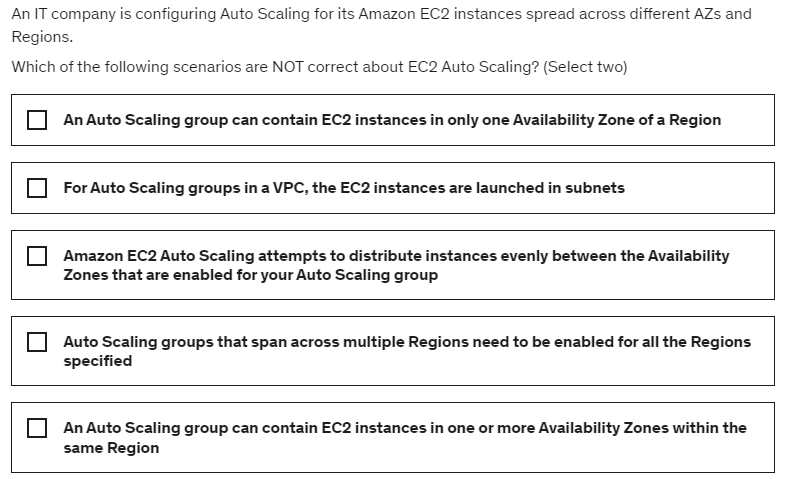 An IT company is configuring Auto Scaling for its Amazon EC2 instances spread across different AZs and
Regions.
Which of the following scenarios are NOT correct about EC2 Auto Scaling? (Select two)
An Auto Scaling group can contain EC2 instances in only one Availability Zone of a Region
For Auto Scaling groups in a VPC, the EC2 instances are launched in subnets
Amazon EC2 Auto Scaling attempts to distribute instances evenly between the Availability
Zones that are enabled for your Auto Scaling group
Auto Scaling groups that span across multiple Regions need to be enabled for all the Regions
specified
An Auto Scaling group can contain EC2 instances in one or more Availability Zones within the
same Region